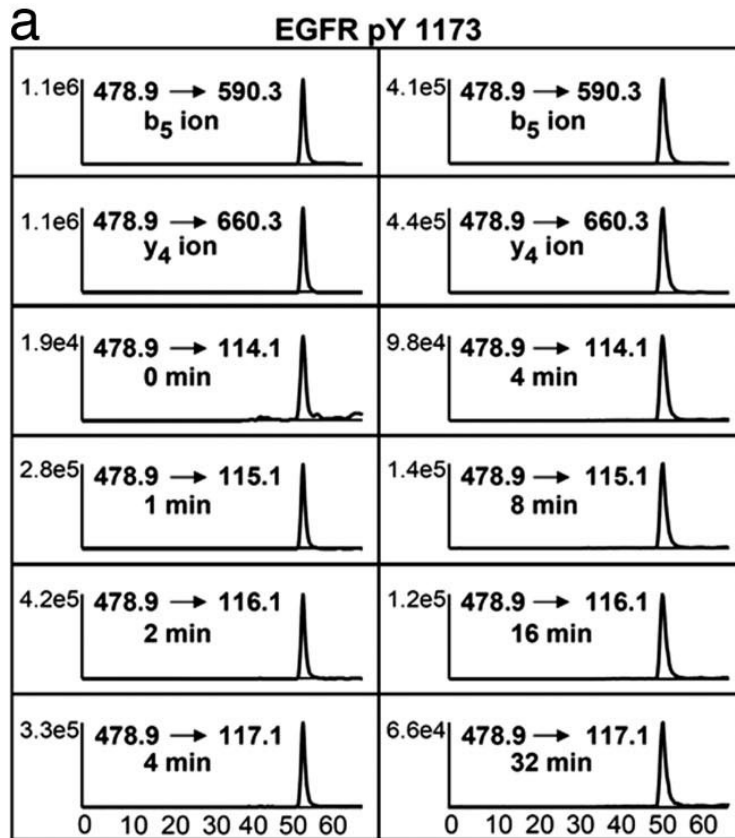 a
EGFR pY 1173
1.1e6 478.9 → 590.3
b5 ion
4.1e5 478.9 → 590.3
b5 ion
1.1e6 478.9 → 660.3
y4 ion
4.4e5 478.9 → 660.3
y4 ion
1.9e4 478.9 → 114.1
0 min
9.8e4 478.9 → 114.1
4 min
2.8e5 478.9 → 115.1
1 min
1.4e5 478.9 → 115.1
8 min
4.2e5 478.9 → 116.1
2 min
1.2e5 478.9 → 116.1
16 min
3.3e5 478.9 → 117.1
4 min
6.6e4 478.9 → 117.1
32 min
0 10 20 30 40 50 60
0 10 20 30 40 50 60